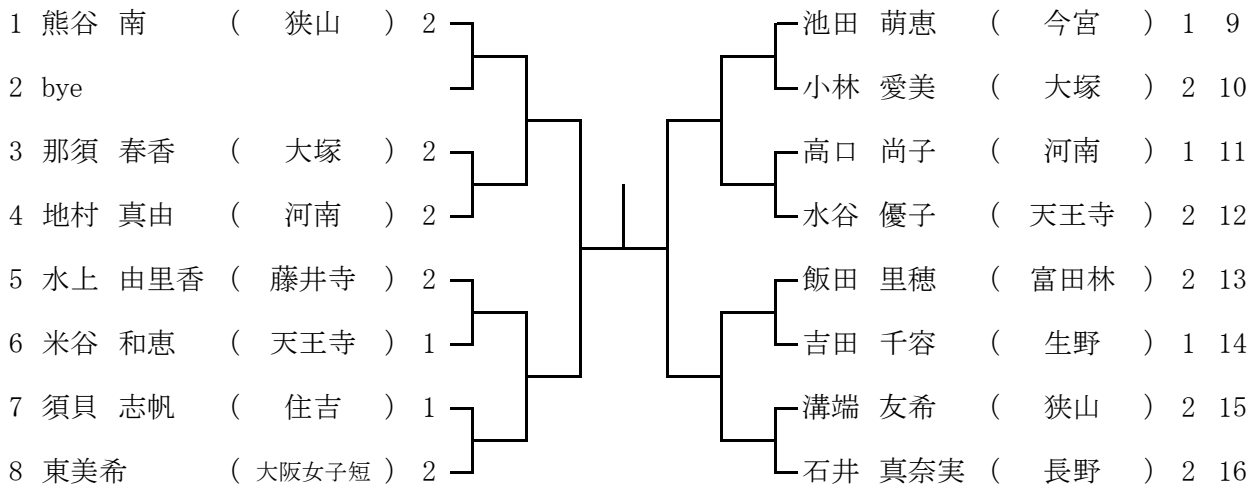 1 熊谷 南 ( 狭山 ) 2
2 bye
3 那須 春香 ( 大塚 ) 2
4 地村 真由 ( 河南 ) 2
5 水上 由里香 ( 藤井寺 ) 2
6 米谷 和恵 ( 天王寺 ) 1
7 須貝 志帆 ( 住吉 ) 1
8 東美希 ( 大阪女子短 ) 2
池田 萌恵 ( 今宮 ) 1 9
小林 愛美 ( 大塚 ) 2 10
高口 尚子 ( 河南 ) 1 11
水谷 優子 ( 天王寺 ) 2 12
飯田 里穂 ( 富田林 ) 2 13
吉田 千容 ( 生野 ) 1 14
溝端 友希 ( 狭山 ) 2 15
石井 真奈実 ( 長野 ) 2 16